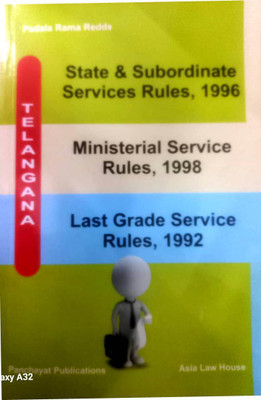 Padala Rama Reddi
State & Subordinate
Services Rules, 1996
TELANGANA
Ministerial Service
Rules, 1998
Last Grade Service
Rules, 1992
Panchayat Publications
Asia Law House
axy A32